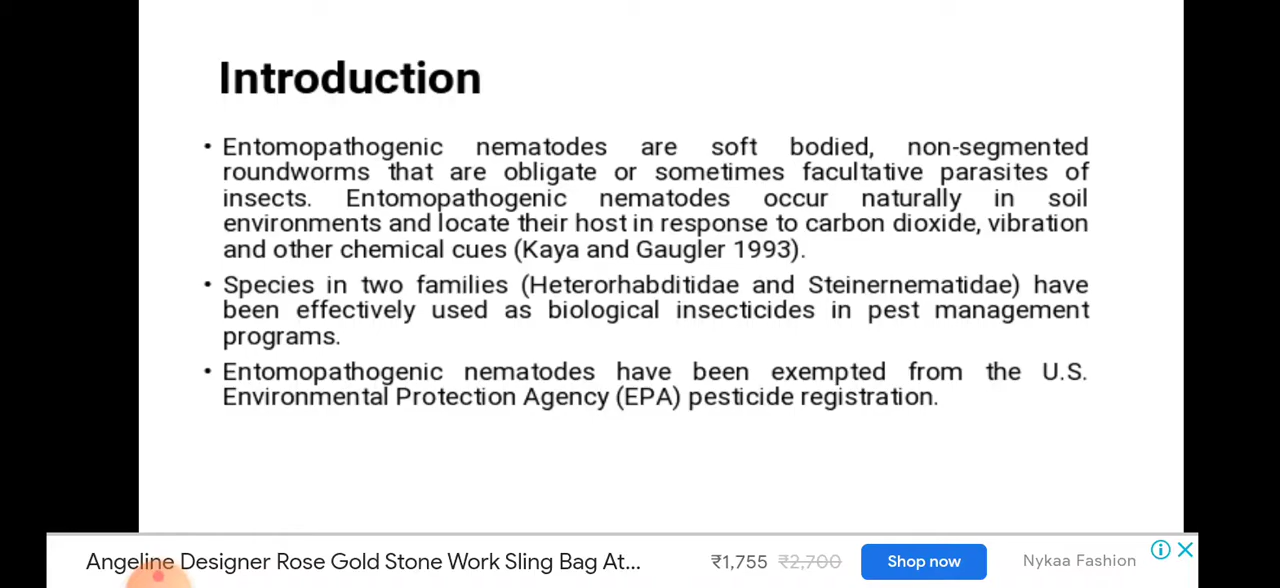 Introduction
• Entomopathogenic nematodes are soft bodied, non-segmented
roundworms that are obligate or sometimes facultative parasites of
insects. Entomopathogenic nematodes occur naturally in soil
environments and locate their host in response to carbon dioxide, vibration
and other chemical cues (Kaya and Gaugler 1993).
• Species in two families (Heterorhabditidae and Steinernematidae) have
been effectively used as biological insecticides in pest management
programs.
• Entomopathogenic nematodes have been exempted from the U.S.
Environmental Protection Agency (EPA) pesticide registration.
Angeline Designer Rose Gold Stone Work Sling Bag At... ₹1,755 ₹2,700 Shop now Nykaa Fashion